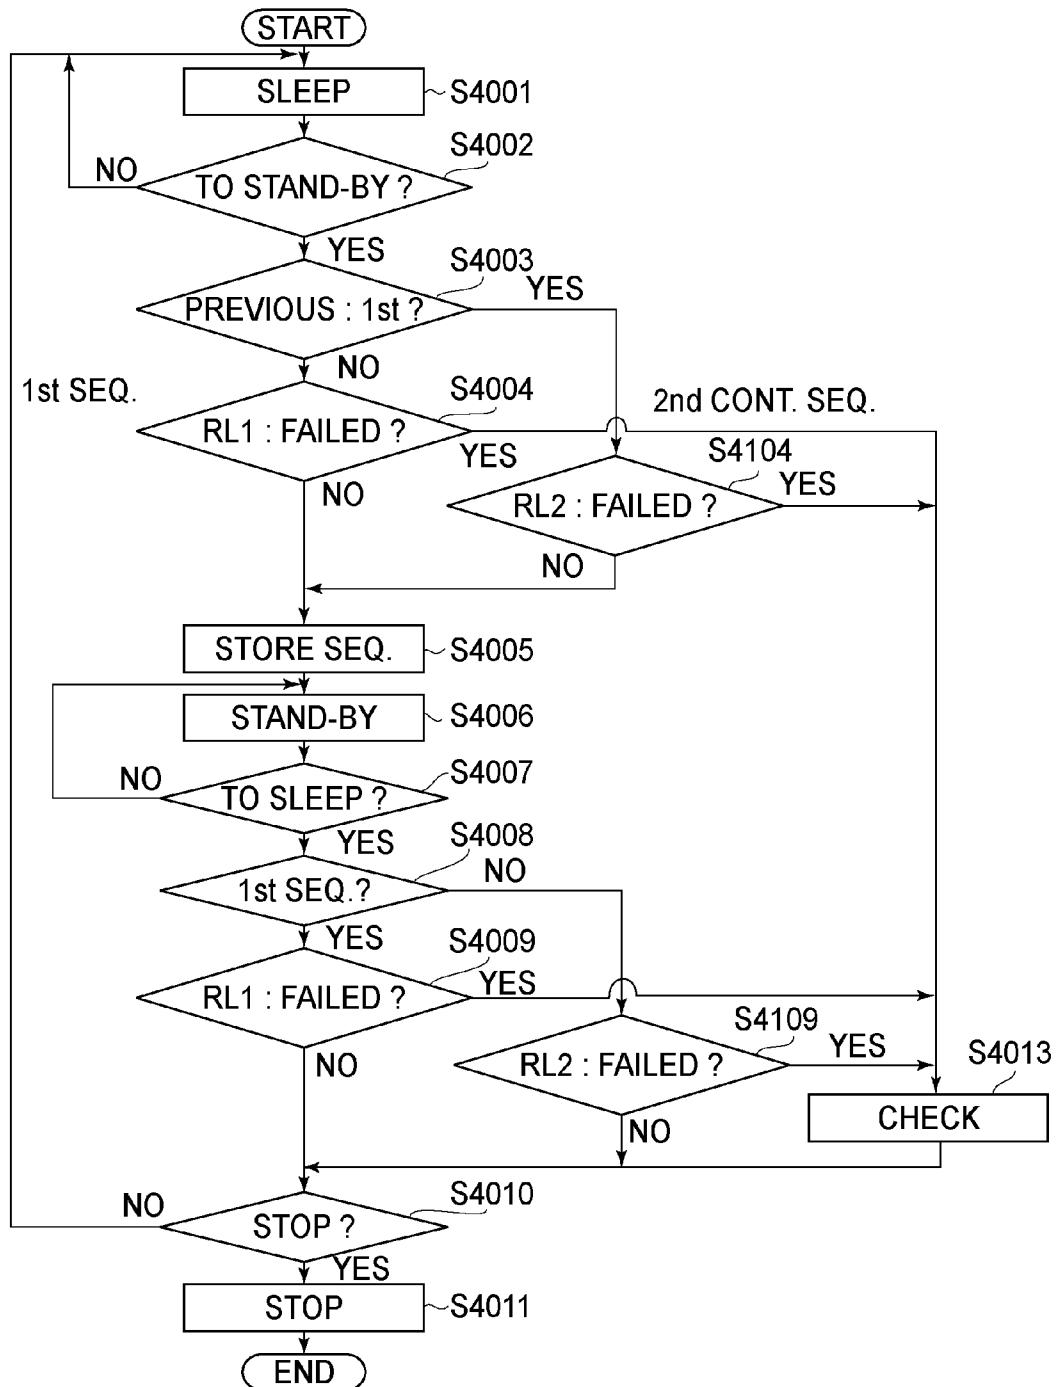 START
SLEEP
S4001
S4002
NO
TO STAND-BY ?
YES
S4003
YES
PREVIOUS : 1st ?
NO
1st SEQ.
S4004
2nd CONT. SEQ.
RL1 : FAILED ?
YES
S4104
YES
NO
RL2 : FAILED ?
NO
STORE SEQ.
S4005
STAND-BY
S4006
NO
S4007
TO SLEEP ?
YES
S4008
NO
1st SEQ.?
YES
S4009
YES
RL1 : FAILED ?
S4109
YES
S4013
NO
RL2 : FAILED ?
CHECK
NO
S4010
NO
STOP ?
YES
STOP
S4011
END